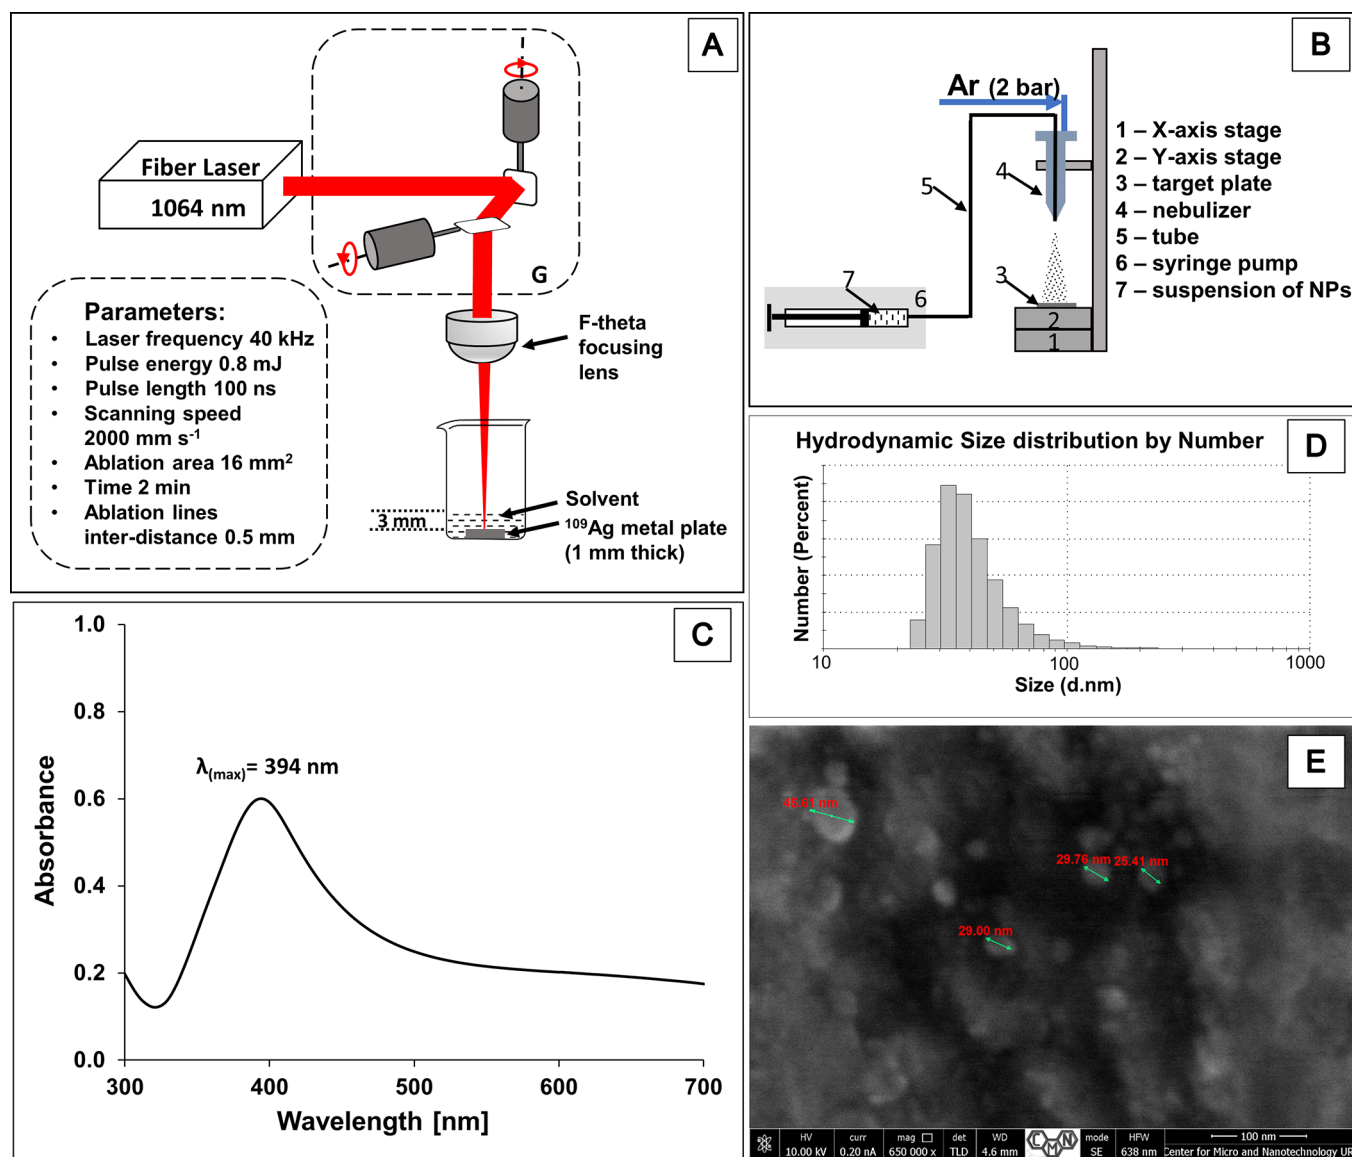 A
Fiber Laser
1064 nm
G
Parameters:
• Laser frequency 40 kHz
• Pulse energy 0.8 mJ
• Pulse length 100 ns
• Scanning speed
2000 mm s⁻¹
• Ablation area 16 mm²
• Time 2 min
• Ablation lines
inter-distance 0.5 mm
F-theta
focusing
lens
3 mm
Solvent
¹⁰⁹Ag metal plate
(1 mm thick)
B
Ar (2 bar)
1 – X-axis stage
2 – Y-axis stage
3 – target plate
4 – nebulizer
5 – tube
6 – syringe pump
7 – suspension of NPs
5
4
7
6
3
2
1
C
1.0
0.8
0.6
0.4
0.2
0.0
λ(max)= 394 nm
Absorbance
300 400 500 600 700
Wavelength [nm]
D
Hydrodynamic Size distribution by Number
Number (Percent)
10 100 1000
Size (d.nm)
E
45.61 nm
29.76 nm 25.41 nm
29.00 nm
HV curr mag det WD mode HFW 100 nm
10.00 kV 0.20 nA 650 000 x TLD 4.6 mm CMN SE 638 nm Center for Micro and Nanotechnology UR